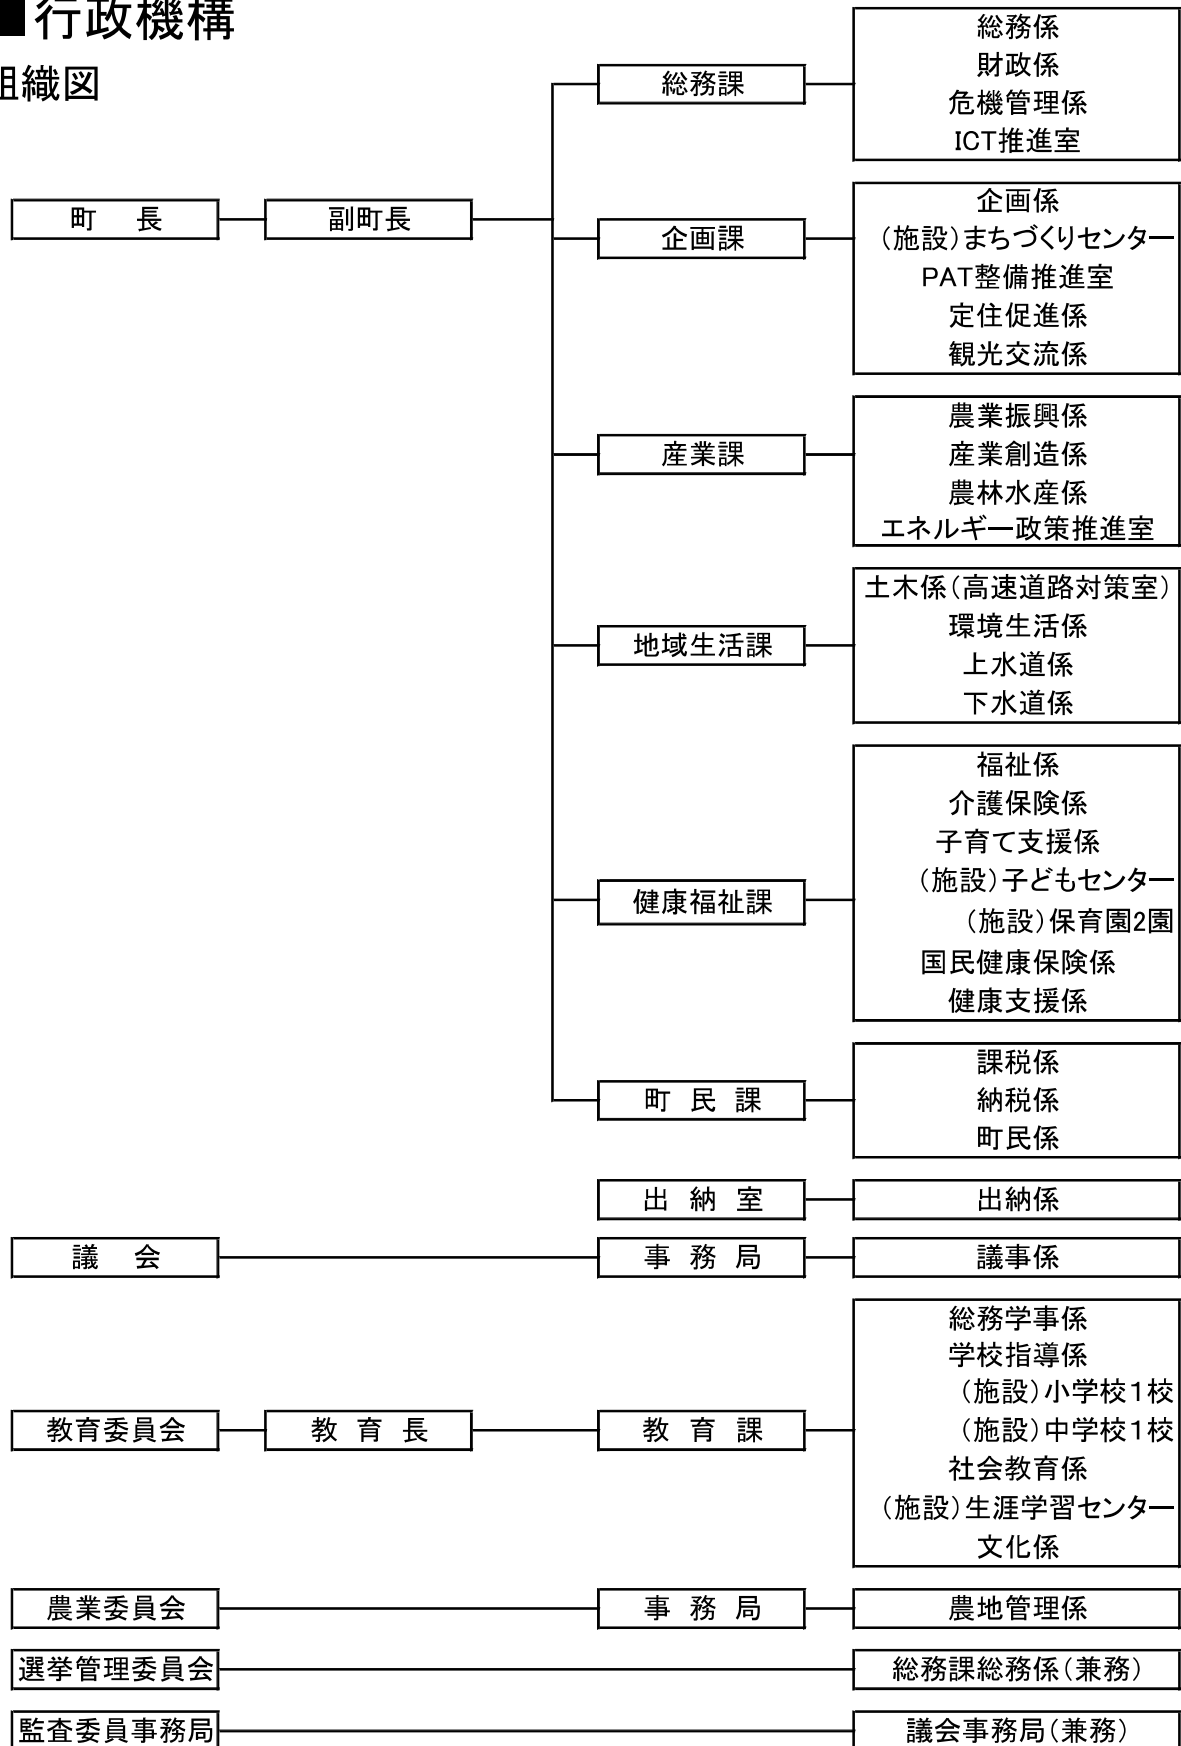 ■行政機構
組織図
町 長
副町長
総務課
総務係
財政係
危機管理係
ICT推進室
企画課
企画係
(施設)まちづくりセンター
PAT整備推進室
定住促進係
観光交流係
産業課
農業振興係
産業創造係
農林水産係
エネルギー政策推進室
地域生活課
土木係(高速道路対策室)
環境生活係
上水道係
下水道係
健康福祉課
福祉係
介護保険係
子育て支援係
(施設)子どもセンター
(施設)保育園2園
国民健康保険係
健康支援係
町 民 課
課税係
納税係
町民係
出 納 室
出納係
議 会
事 務 局
議事係
教育委員会
教 育 長
教 育 課
総務学事係
学校指導係
(施設)小学校1校
(施設)中学校1校
社会教育係
(施設)生涯学習センター
文化係
農業委員会
事 務 局
農地管理係
選挙管理委員会
総務課総務係(兼務)
監査委員事務局
議会事務局(兼務)